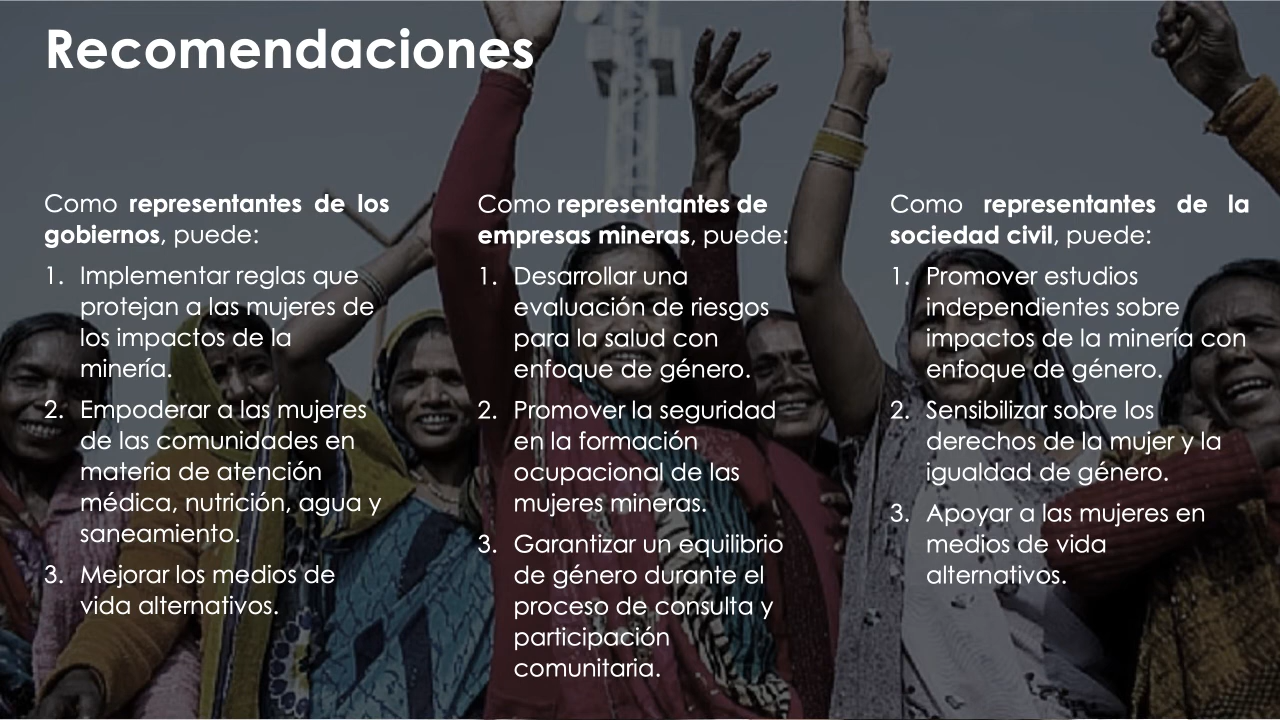 Recomendaciones
Como representantes de los
gobiernos, puede:
1. Implementar reglas que
protejan a las mujeres de
los impactos de la
minería.
2. Empoderar a las mujeres
de las comunidades en
materia de atención
médica, nutrición, agua y
saneamiento.
3. Mejorar los medios de
vida alternativos.
Como representantes de
empresas mineras, puede:
1. Desarrollar una
evaluación de riesgos
para la salud con
enfoque de género.
2. Promover la seguridad
en la formación
ocupacional de las
mujeres mineras.
3. Garantizar un equilibrio
de género durante el
proceso de consulta y
participación
comunitaria.
Como representantes de la
sociedad civil, puede:
1. Promover estudios
independientes sobre
impactos de la minería con
enfoque de género.
2. Sensibilizar sobre los
derechos de la mujer y la
igualdad de género.
3. Apoyar a las mujeres en
medios de vida
alternativos.